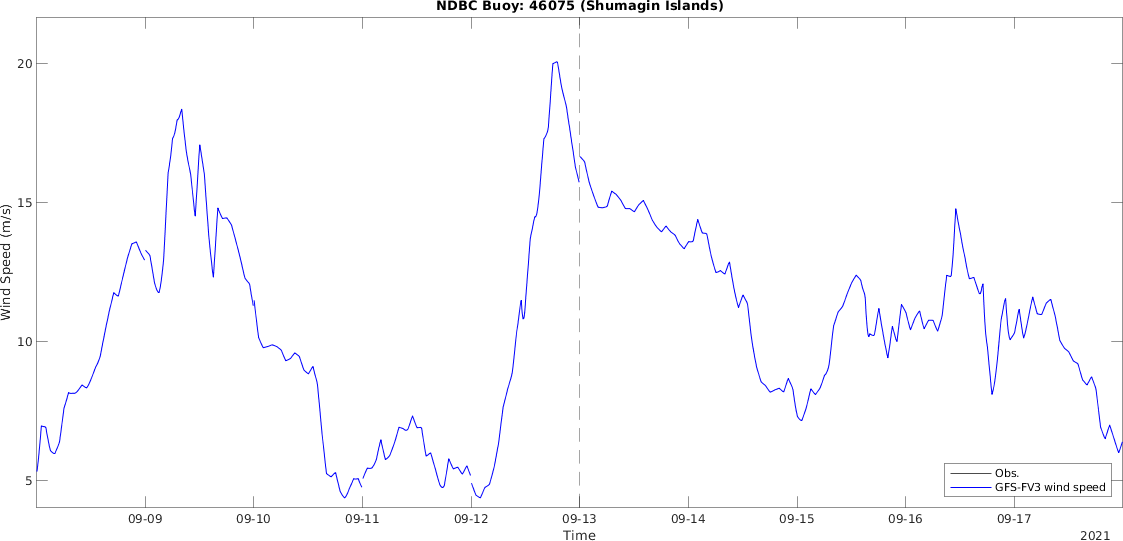 NDBC Buoy: 46075 (Shumagin Islands)
20
15
10
5
Wind Speed (m/s)
09-09 09-10 09-11 09-12 09-13 09-14 09-15 09-16 09-17
Time
2021
Obs.
GFS-FV3 wind speed